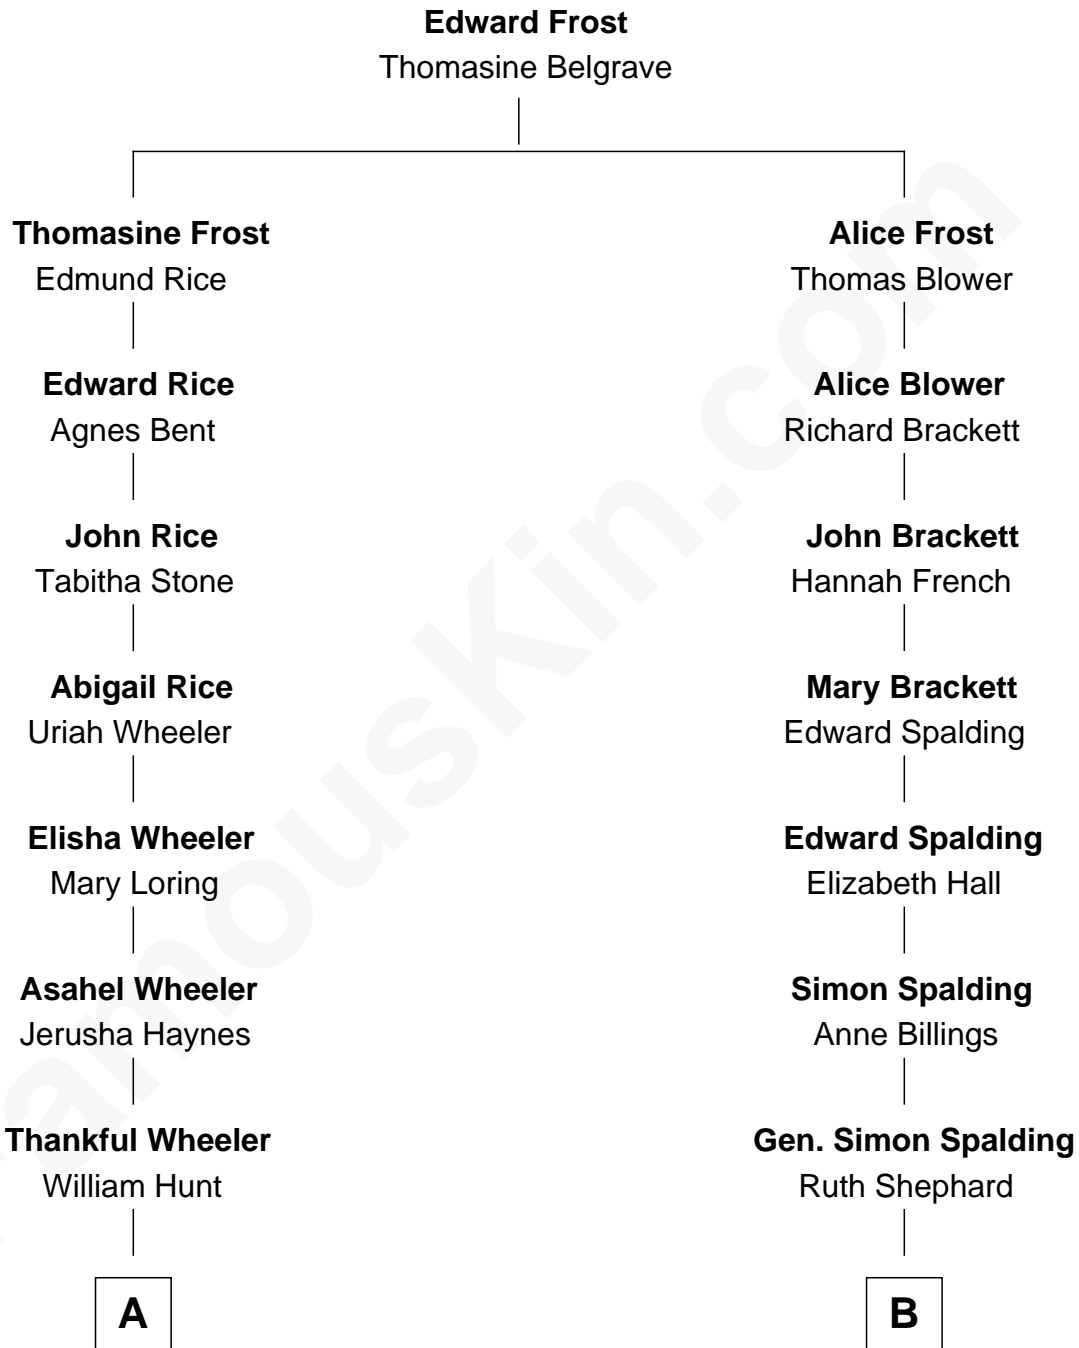 Edward Frost
Thomasine Belgrave
Thomasine Frost
Edmund Rice
Alice Frost
Thomas Blower
Edward Rice
Agnes Bent
Alice Blower
Richard Brackett
John Rice
Tabitha Stone
John Brackett
Hannah French
Abigail Rice
Uriah Wheeler
Mary Brackett
Edward Spalding
Elisha Wheeler
Mary Loring
Edward Spalding
Elizabeth Hall
Asahel Wheeler
Jerusha Haynes
Simon Spalding
Anne Billings
Thankful Wheeler
William Hunt
Gen. Simon Spalding
Ruth Shephard
A
B
FamousKin.com